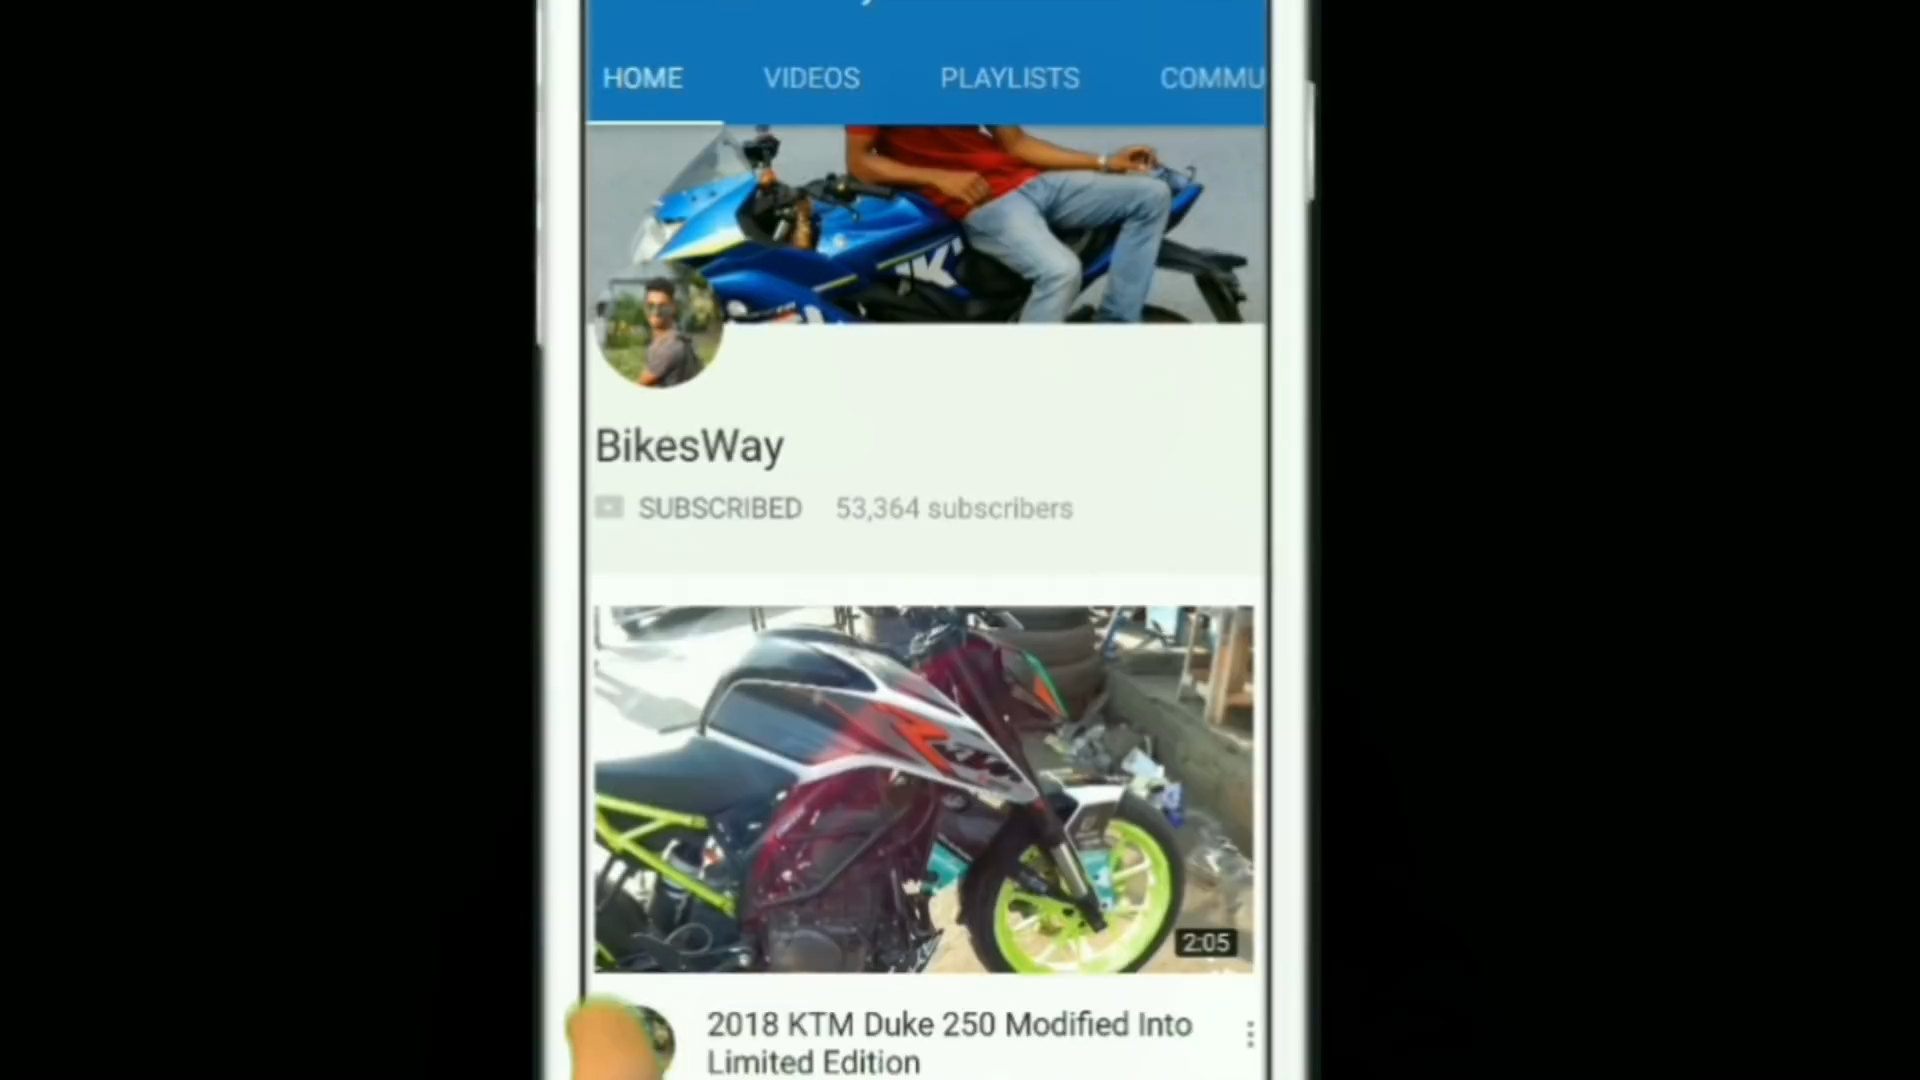 HOME VIDEOS PLAYLISTS COMMU
BikesWay
SUBSCRIBED 53,364 subscribers
KTM
2:05
2018 KTM Duke 250 Modified Into
Limited Edition